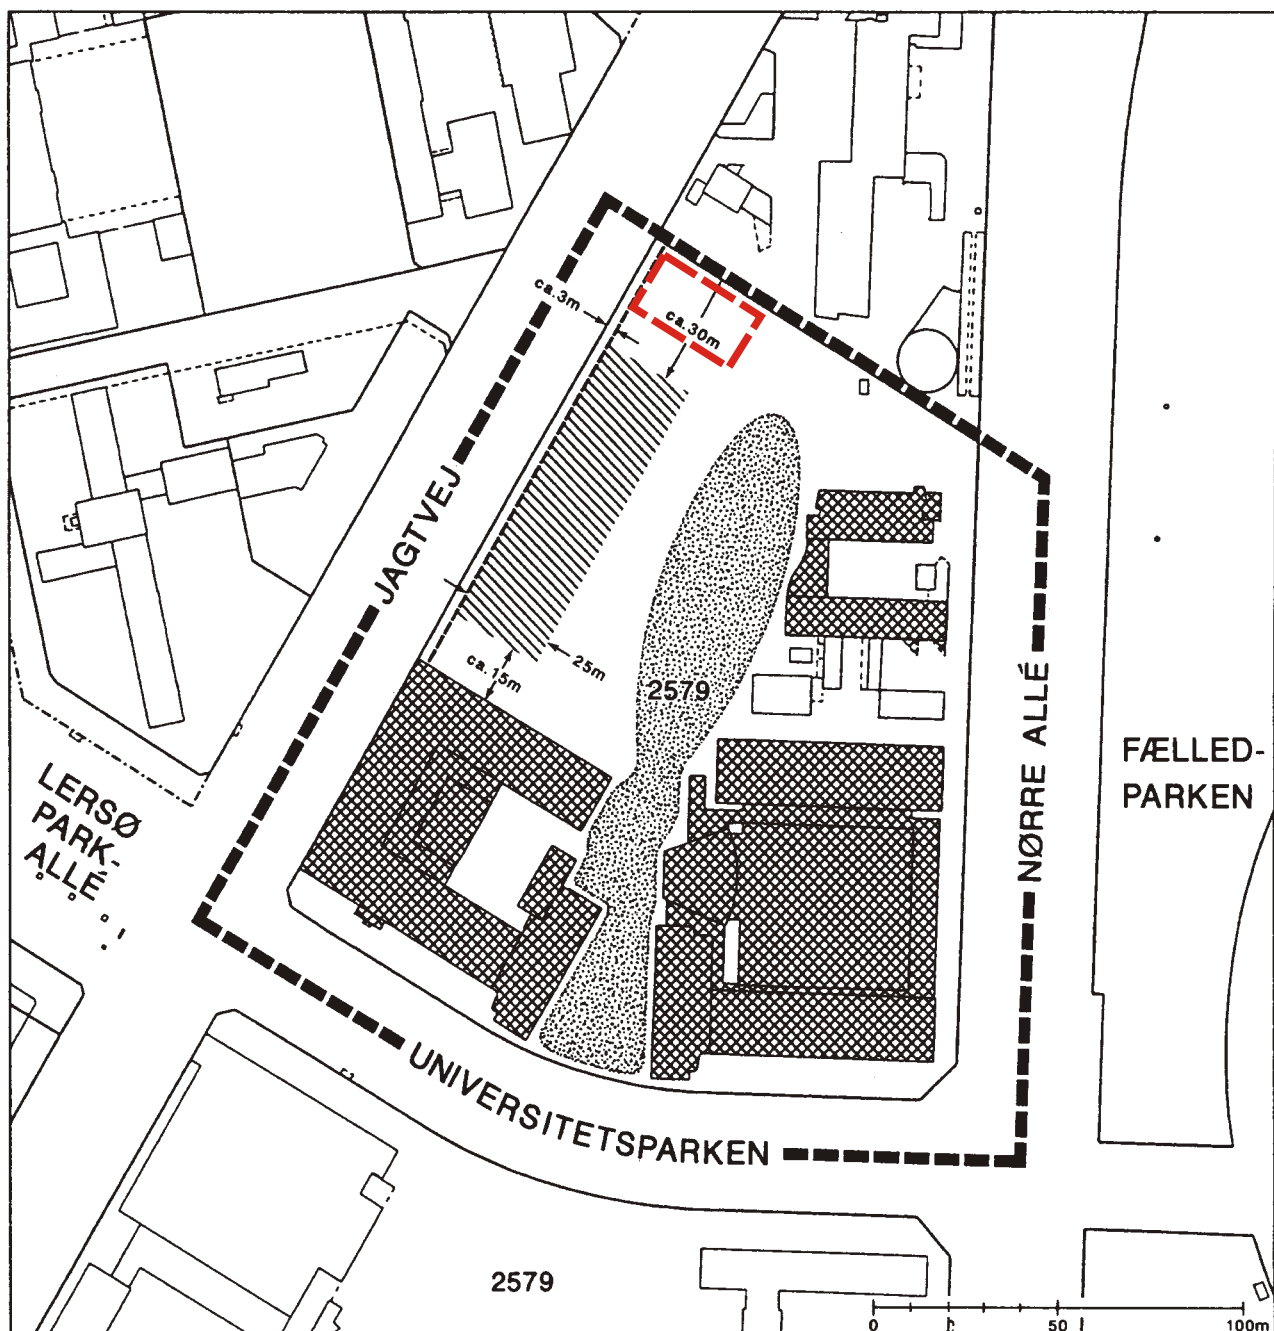 ca.3m
ca.30m
JAGTVEJ
25m
ca.15m
2579
NØRRE ALLÉ
FÆLLED-
PARKEN
LERSØ
PARK-
ALLÉ
UNIVERSITETSPARKEN
2579
0 50 100m